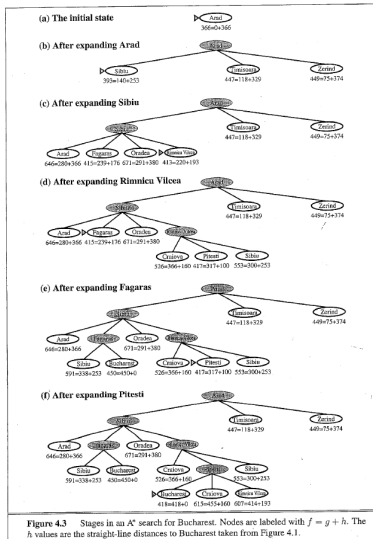 (a) The initial state
Arad
366=0+366
(b) After expanding Arad
Arad
Sibiu Timisoara Zerind
393=140+253 447=118+329 449=75+374
(c) After expanding Sibiu
Arad
Sibiu Timisoara Zerind
447=118+329 449=75+374
Arad Fagaras Oradea Rimnicu Vilcea
646=280+366 415=239+176 671=291+380 413=220+193
(d) After expanding Rimnicu Vilcea
Arad
Sibiu Timisoara Zerind
447=118+329 449=75+374
Arad Fagaras Oradea Rimnicu Vilcea
646=280+366 415=239+176 671=291+380
Craiova Pitesti Sibiu
526=366+160 417=317+100 553=300+253
(e) After expanding Fagaras
Arad
Timisoara Zerind
447=118+329 449=75+374
Sibiu
Arad Fagaras Oradea Rimnicu Vilcea
646=280+366 671=291+380
Sibiu Bucharest Craiova Pitesti Sibiu
591=338+253 450=450+0 526=366+160 417=317+100 553=300+253
(f) After expanding Pitesti
Arad
Sibiu Timisoara Zerind
447=118+329 449=75+374
Arad Fagaras Oradea Rimnicu Vilcea
646=280+366 671=291+380
Sibiu Bucharest Craiova Pitesti Sibiu
591=338+253 450=450+0 526=366+160 553=300+253
Bucharest Craiova Rimnicu Vilcea
418=418+0 615=455+160 607=414+193
Figure 4.3 Stages in an A* search for Bucharest. Nodes are labeled with f = g + h. The
h values are the straight-line distances to Bucharest taken from Figure 4.1.